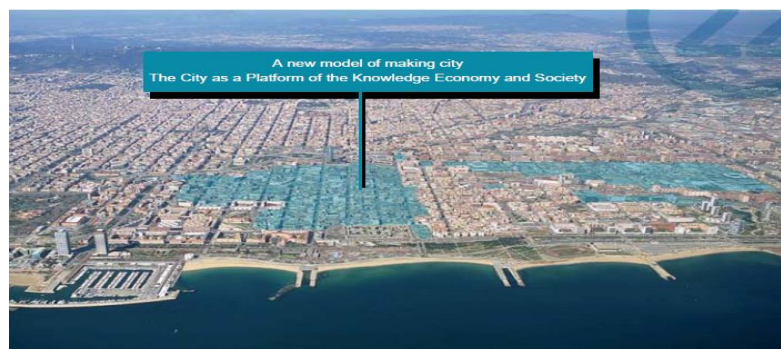 A new model of making city
The City as a Platform of the Knowledge Economy and Society